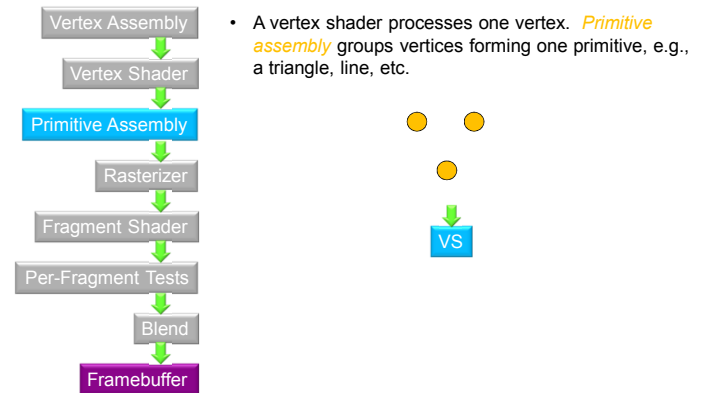 Vertex Assembly
Vertex Shader
Primitive Assembly
Rasterizer
Fragment Shader
Per-Fragment Tests
Blend
Framebuffer
• A vertex shader processes one vertex. Primitive
assembly groups vertices forming one primitive, e.g.,
a triangle, line, etc.
VS